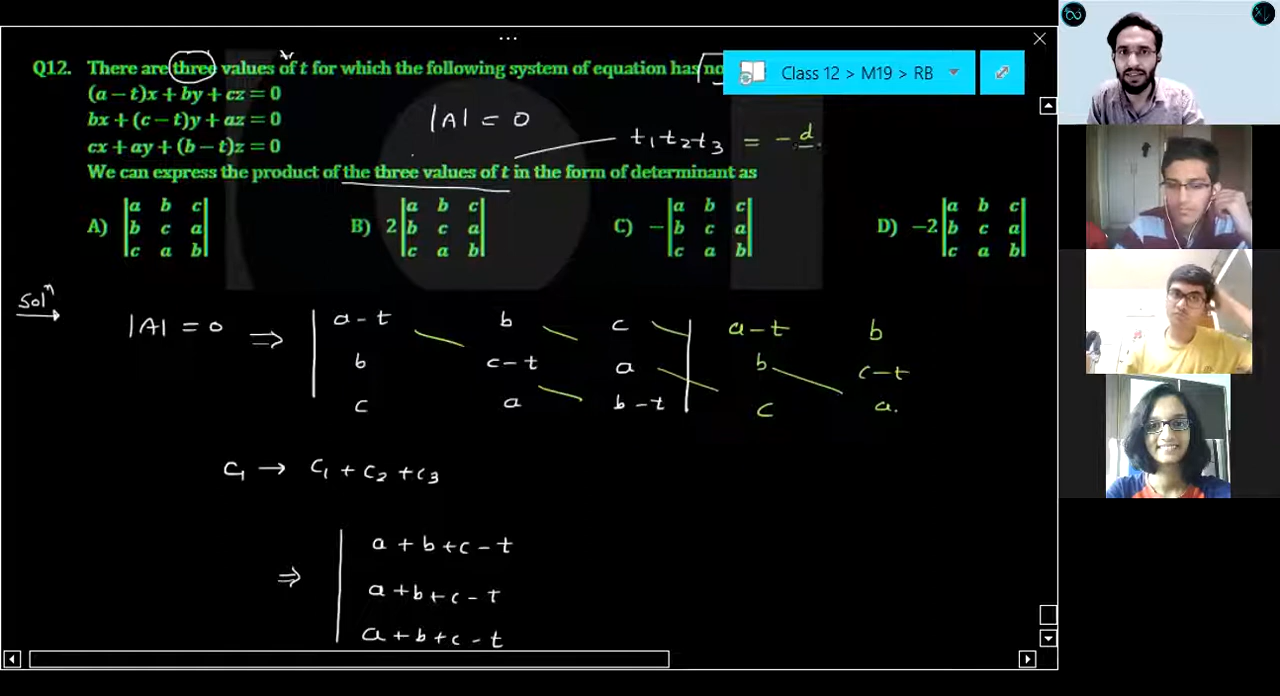 Q12. There are three values of t for which the following system of equation has no
(a − t)x + by + cz = 0
bx + (c − t)y + az = 0
cx + ay + (b − t)z = 0
We can express the product of the three values of t in the form of determinant as
Class 12 > M19 > RB
|A| = 0
t₁t₂t₃ = − d
A) |a b c|
|b c a|
|c a b|
B) 2 |a b c|
|b c a|
|c a b|
C) − |a b c|
|b c a|
|c a b|
D) −2 |a b c|
|b c a|
|c a b|
Solⁿ
|A| = 0 ⇒ |a − t b c| a − t b
|b c − t a| b c − t
|c a b − t| c a.
C₁ → C₁ + C₂ + C₃
⇒ | a + b + c − t
a + b + c − t
a + b + c − t